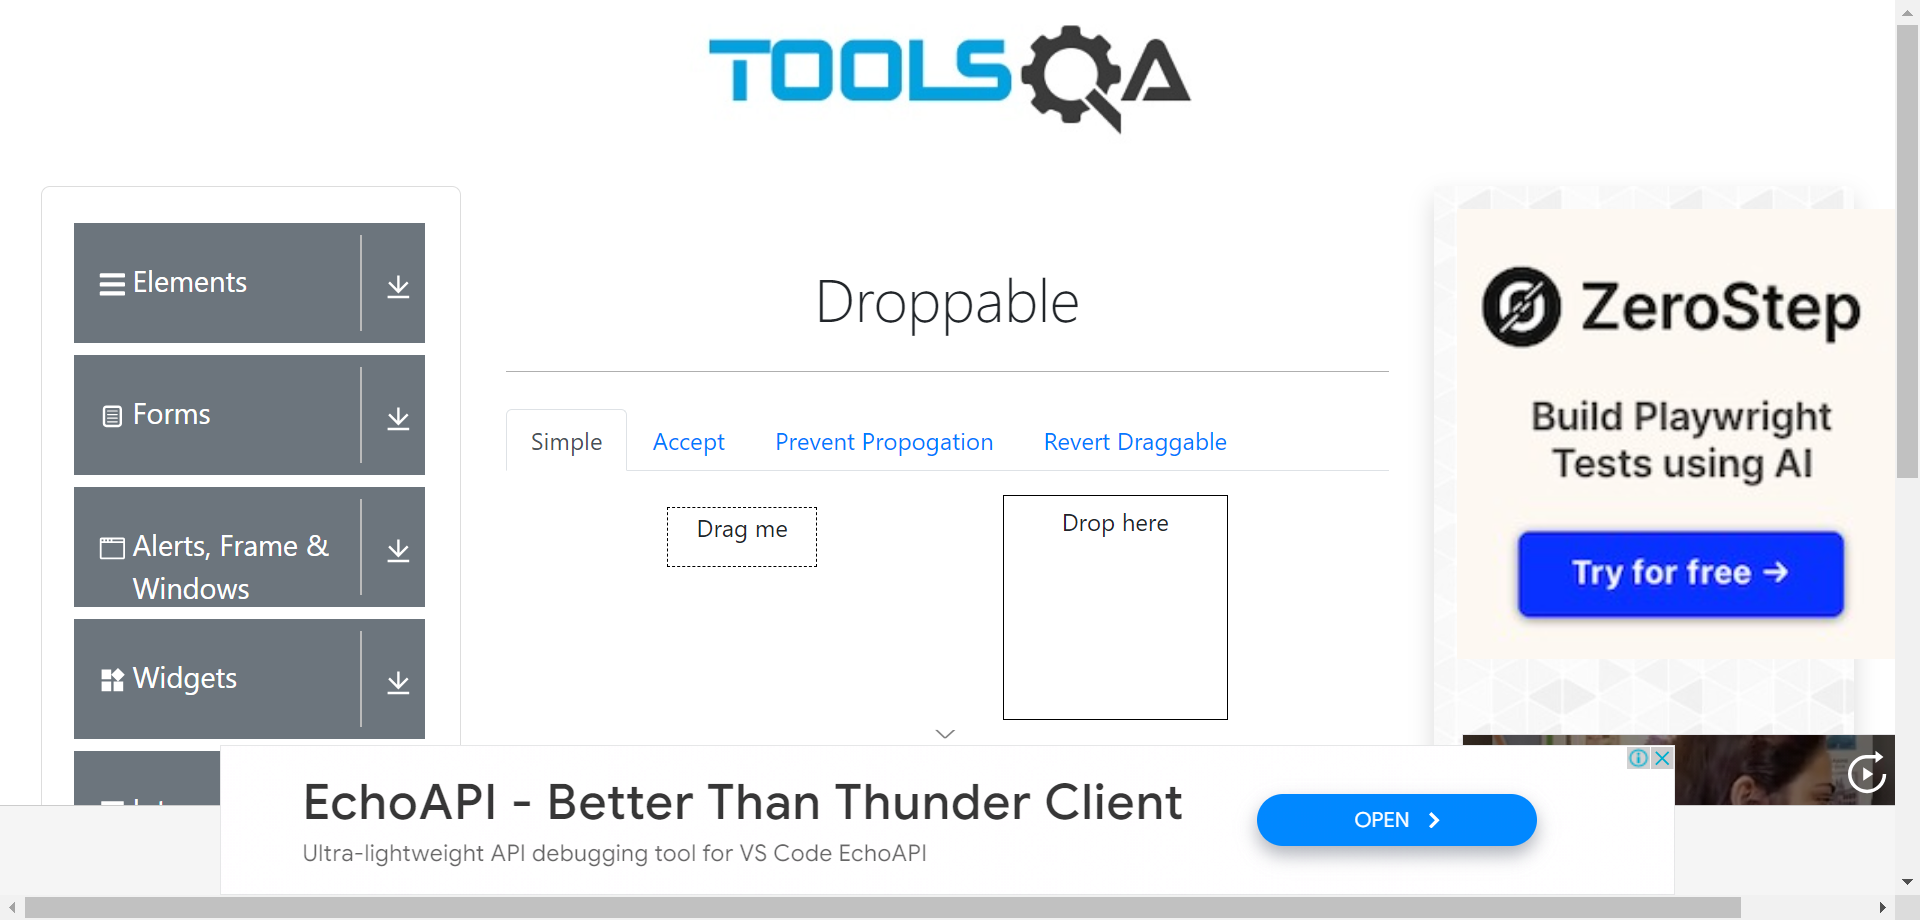 TOOLSQA
Elements
Forms
Alerts, Frame &
Windows
Widgets
Droppable
Simple
Accept
Prevent Propogation
Revert Draggable
Drag me
Drop here
ZeroStep
Build Playwright
Tests using AI
Try for free →
EchoAPI - Better Than Thunder Client
Ultra-lightweight API debugging tool for VS Code EchoAPI
OPEN